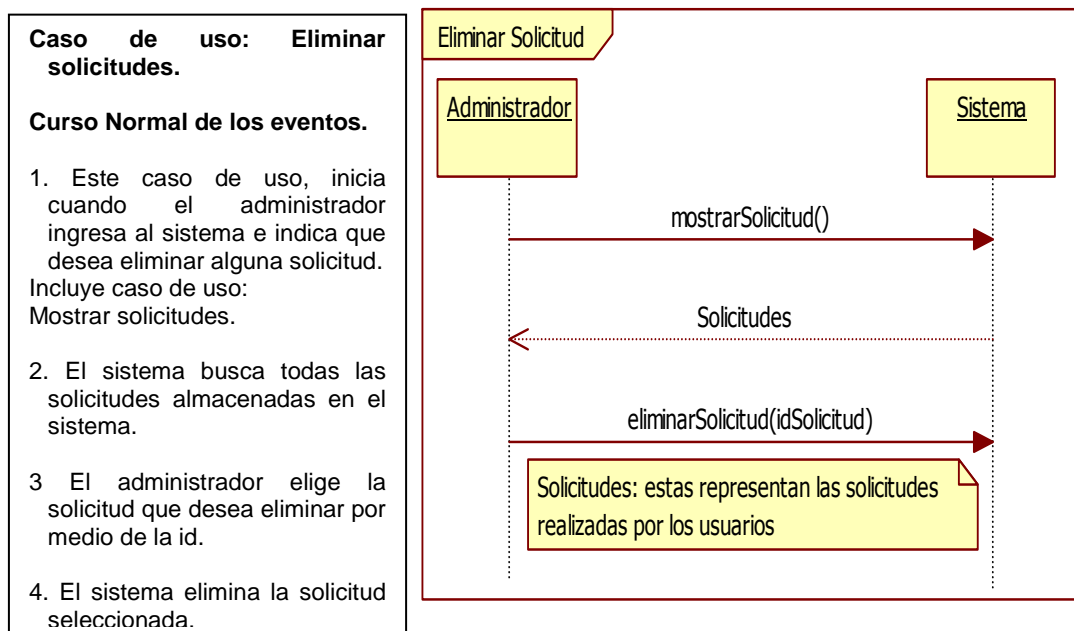 Caso de uso: Eliminar
solicitudes.
Curso Normal de los eventos.
1. Este caso de uso, inicia
cuando el administrador
ingresa al sistema e indica que
desea eliminar alguna solicitud.
Incluye caso de uso:
Mostrar solicitudes.
2. El sistema busca todas las
solicitudes almacenadas en el
sistema.
3 El administrador elige la
solicitud que desea eliminar por
medio de la id.
4. El sistema elimina la solicitud
seleccionada.
Eliminar Solicitud
Administrador
Sistema
mostrarSolicitud()
Solicitudes
eliminarSolicitud(idSolicitud)
Solicitudes: estas representan las solicitudes
realizadas por los usuarios